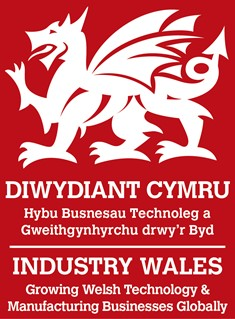 DIWYDIANT CYMRU
Hybu Busnesau Technoleg a
Gweithgynhyrchu drwy'r Byd
INDUSTRY WALES
Growing Welsh Technology &
Manufacturing Businesses Globally